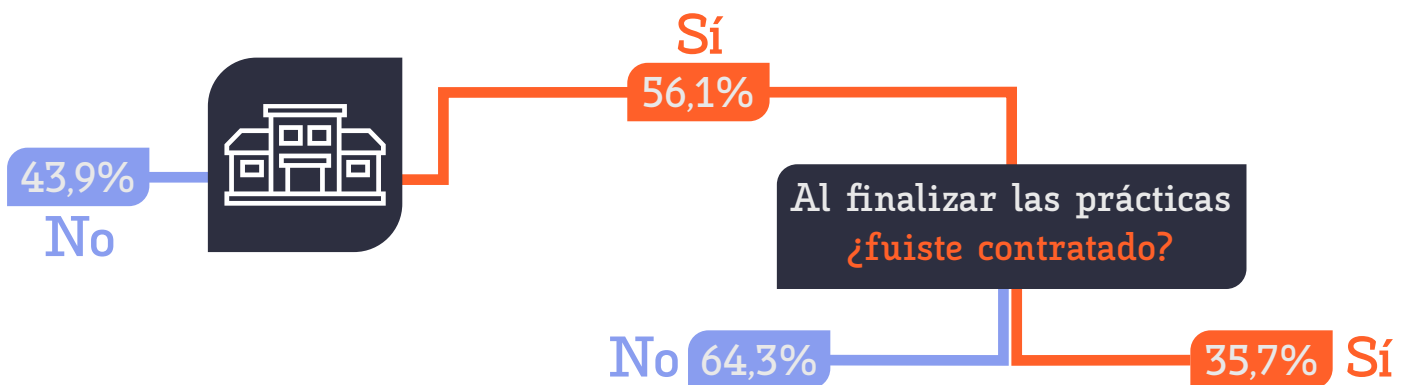 Sí
56,1%
43,9%
No
Al finalizar las prácticas
¿fuiste contratado?
No 64,3%
35,7% Sí